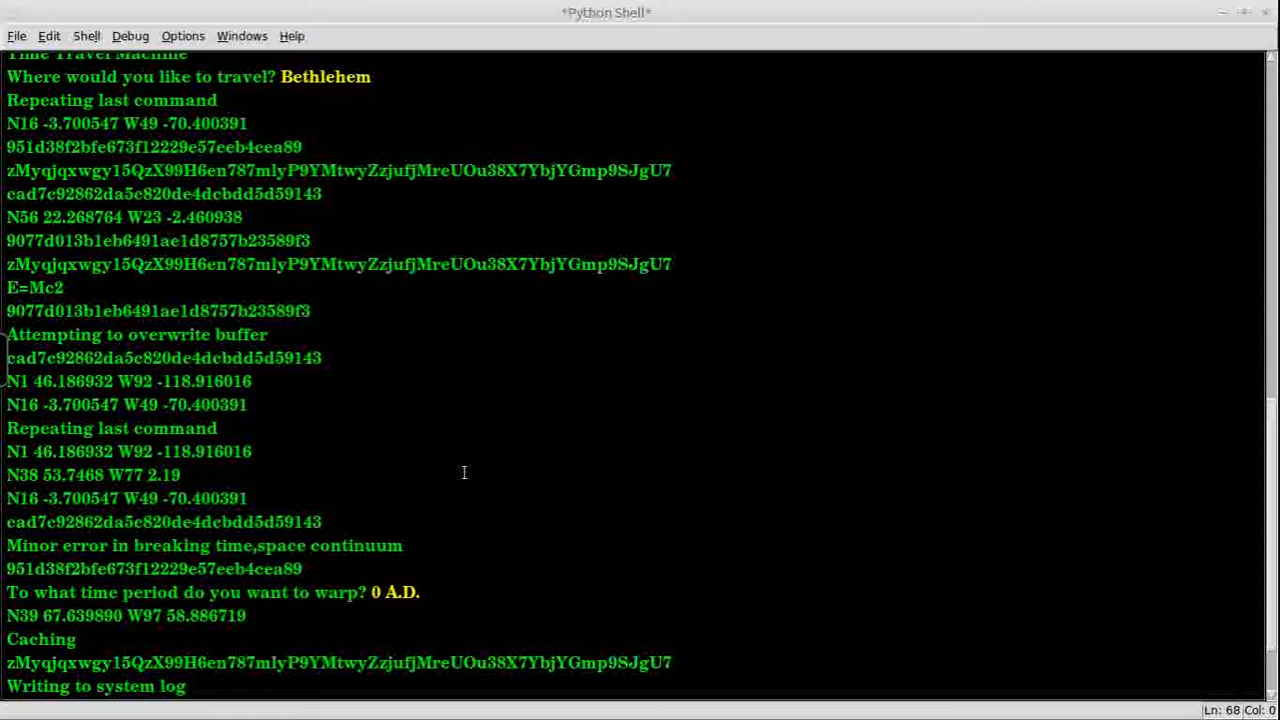 *Python Shell*
File Edit Shell Debug Options Windows Help
Time Travel Machine
Where would you like to travel? Bethlehem
Repeating last command
N16 -3.700547 W49 -70.400391
951d38f2bfe673f12229e57eeb4cea89
zMyqjqxwgy15QzX99H6en787mlyP9YMtwyZzjufjMreUOu38X7YbjYGmp9SJgU7
cad7c92862da5c820de4dcbdd5d59143
N56 22.268764 W23 -2.460938
9077d013b1eb6491ae1d8757b23589f3
zMyqjqxwgy15QzX99H6en787mlyP9YMtwyZzjufjMreUOu38X7YbjYGmp9SJgU7
E=Mc2
9077d013b1eb6491ae1d8757b23589f3
Attempting to overwrite buffer
cad7c92862da5c820de4dcbdd5d59143
N1 46.186932 W92 -118.916016
N16 -3.700547 W49 -70.400391
Repeating last command
N1 46.186932 W92 -118.916016
N38 53.7468 W77 2.19
N16 -3.700547 W49 -70.400391
cad7c92862da5c820de4dcbdd5d59143
Minor error in breaking time,space continuum
951d38f2bfe673f12229e57eeb4cea89
To what time period do you want to warp? 0 A.D.
N39 67.639890 W97 58.886719
Caching
zMyqjqxwgy15QzX99H6en787mlyP9YMtwyZzjufjMreUOu38X7YbjYGmp9SJgU7
Writing to system log
Ln: 68 Col: 0